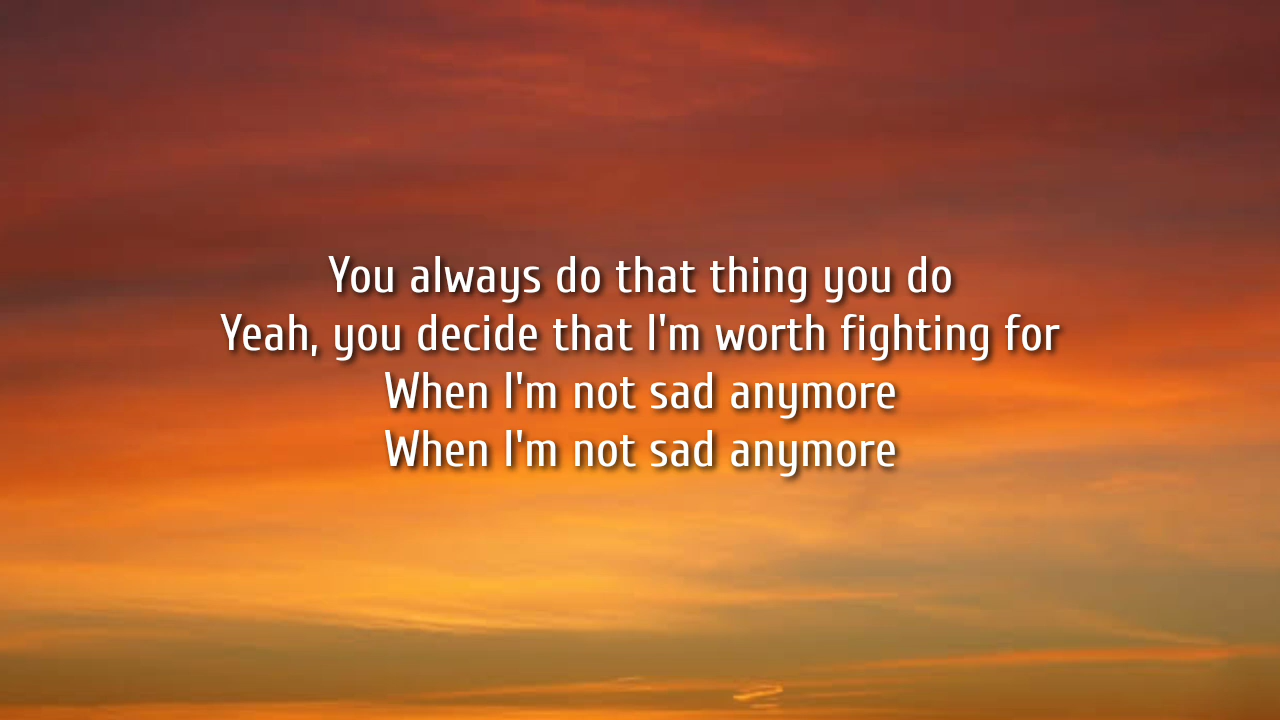 You always do that thing you do
Yeah, you decide that I'm worth fighting for
When I'm not sad anymore
When I'm not sad anymore